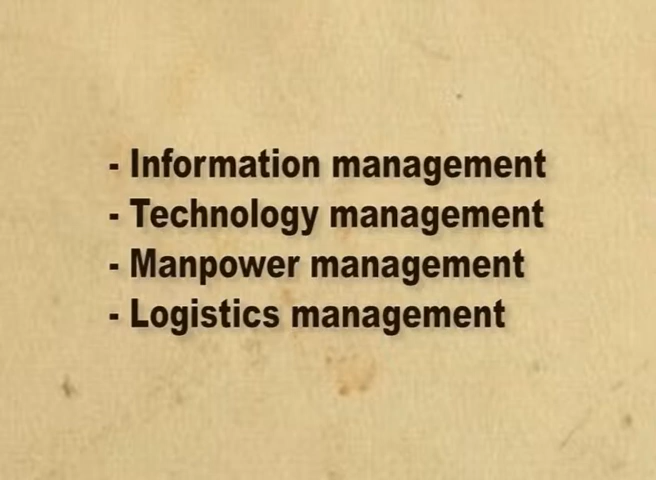 - Information management
- Technology management
- Manpower management
- Logistics management